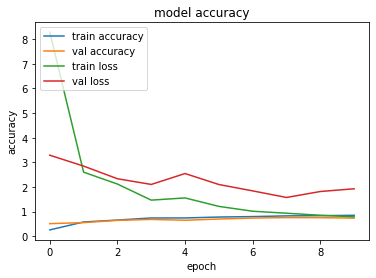 model accuracy
train accuracy
val accuracy
train loss
val loss
accuracy
8
7
6
5
4
3
2
1
0
0
2
4
6
8
epoch